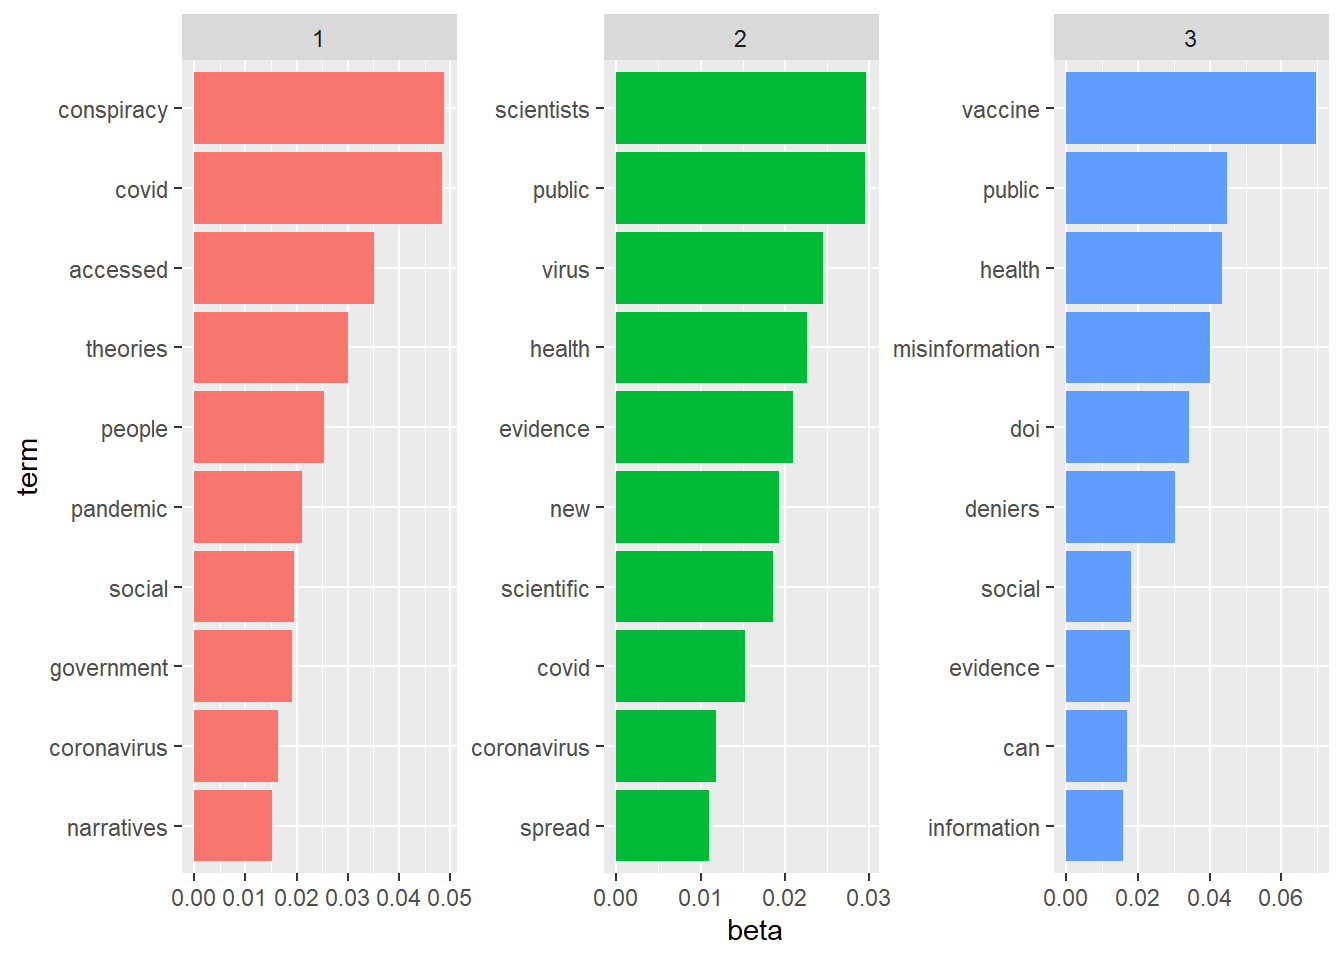 1
conspiracy
covid
accessed
theories
people
pandemic
social
government
coronavirus
narratives
0.00 0.01 0.02 0.03 0.04 0.05
2
scientists
public
virus
health
evidence
new
scientific
covid
coronavirus
spread
0.00 0.01 0.02 0.03
3
vaccine
public
health
misinformation
doi
deniers
social
evidence
can
information
0.00 0.02 0.04 0.06
term
beta